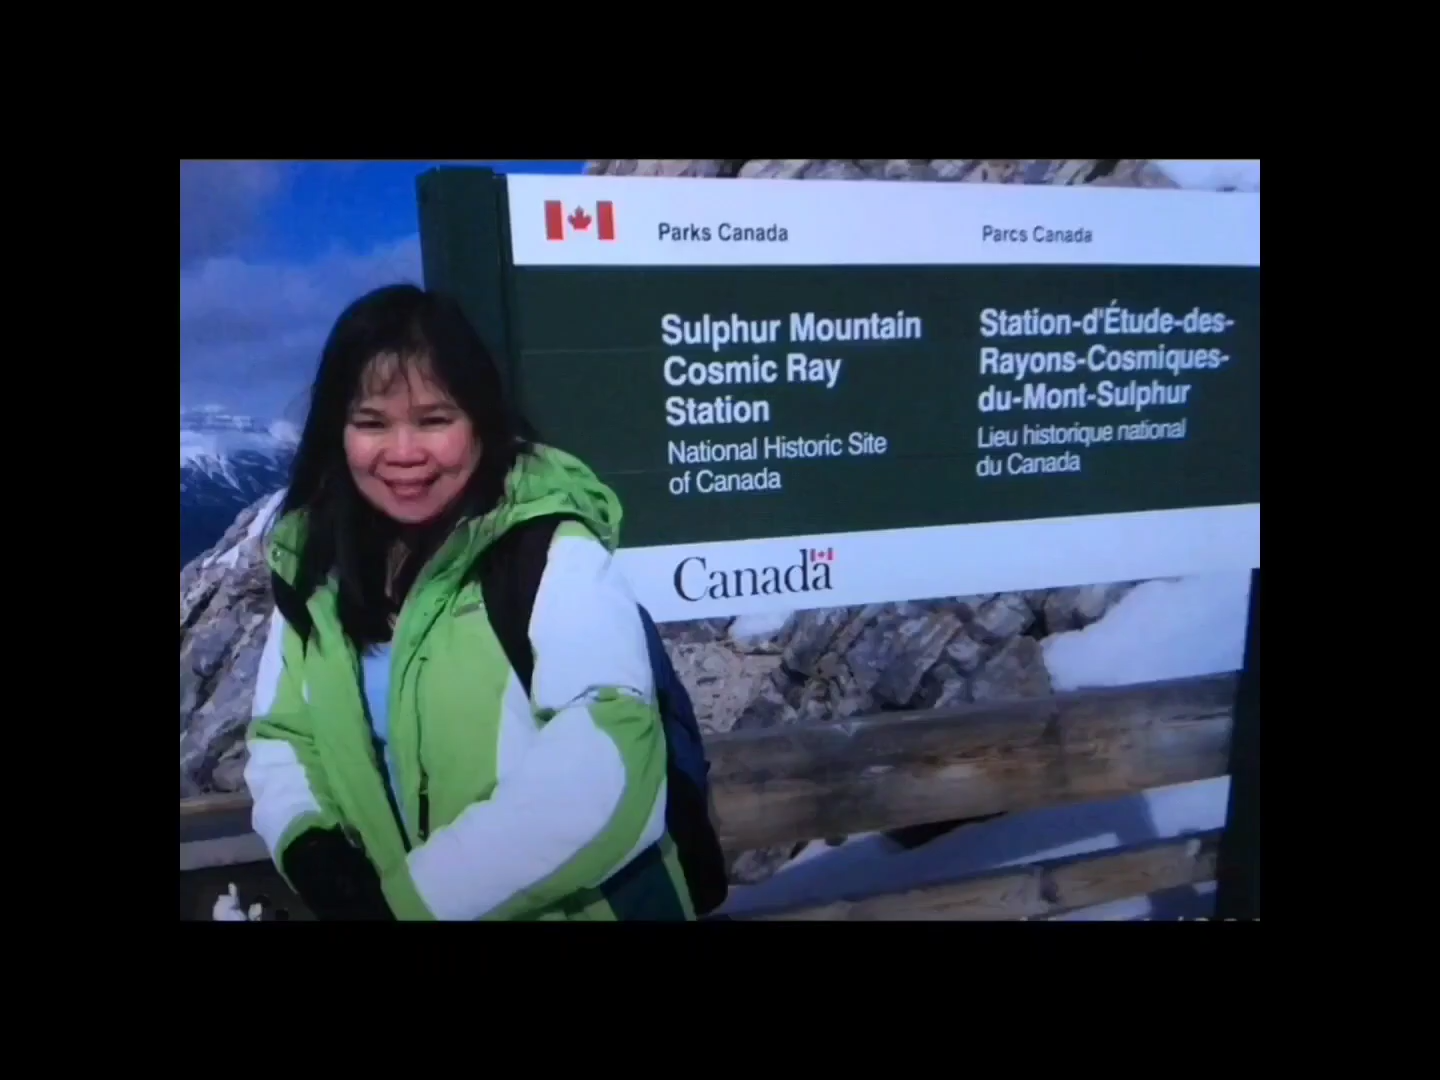 Parks Canada
Parcs Canada
Sulphur Mountain
Cosmic Ray
Station
National Historic Site
of Canada
Station-d'Étude-des-
Rayons-Cosmiques-
du-Mont-Sulphur
Lieu historique national
du Canada
Canada